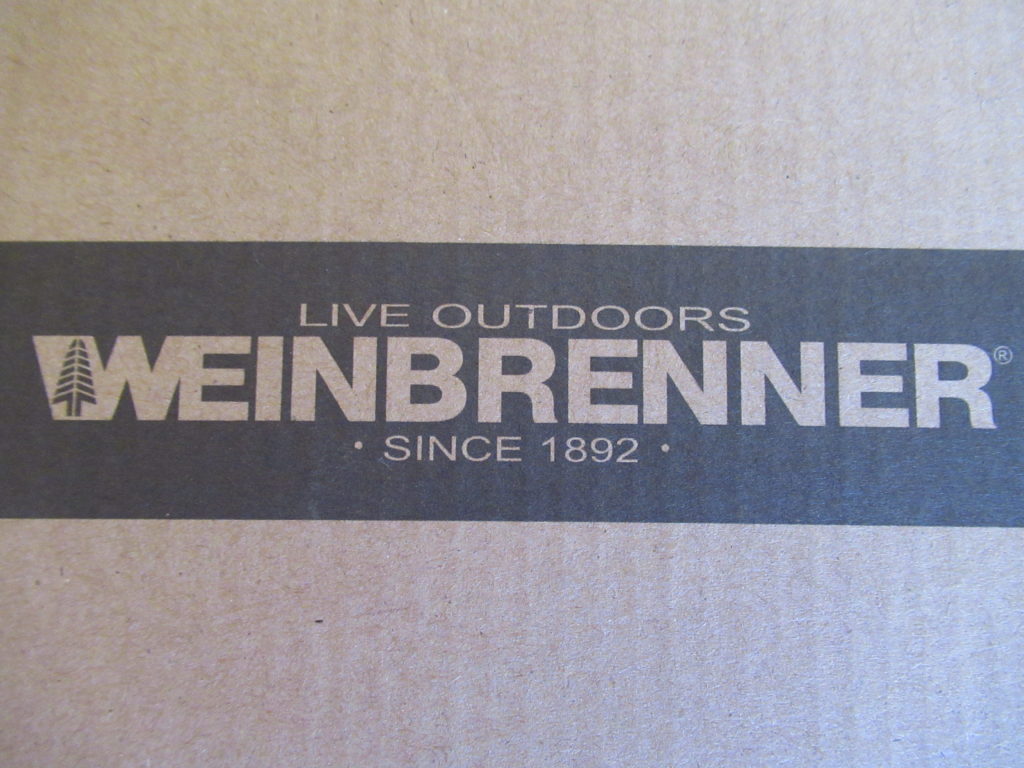 LIVE OUTDOORS
WEINBRENNER®
· SINCE 1892 ·